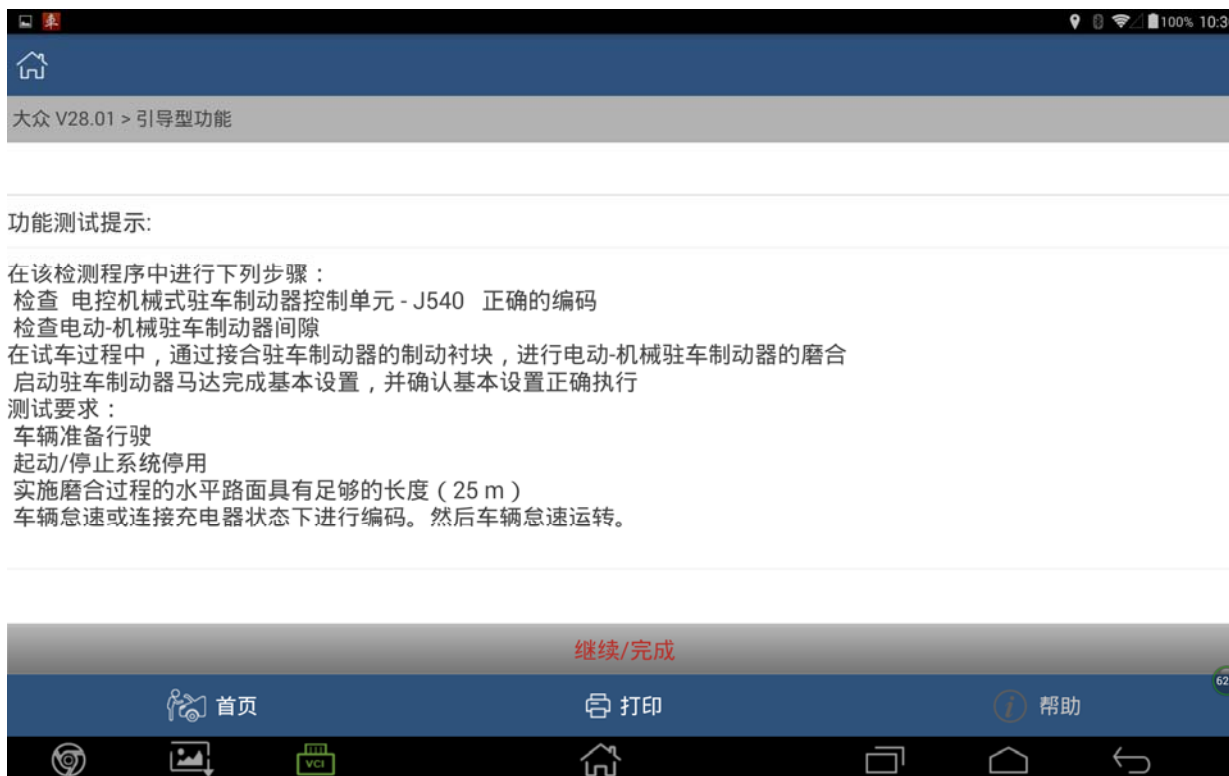 100% 10:3
大众 V28.01 > 引导型功能
功能测试提示:
在该检测程序中进行下列步骤：
检查 电控机械式驻车制动器控制单元 - J540 正确的编码
检查电动-机械驻车制动器间隙
在试车过程中，通过接合驻车制动器的制动衬块，进行电动-机械驻车制动器的磨合
启动驻车制动器马达完成基本设置，并确认基本设置正确执行
测试要求：
车辆准备行驶
起动/停止系统停用
实施磨合过程的水平路面具有足够的长度（25 m）
车辆怠速或连接充电器状态下进行编码。然后车辆怠速运转。
继续/完成
62
首页
打印
帮助
VCI